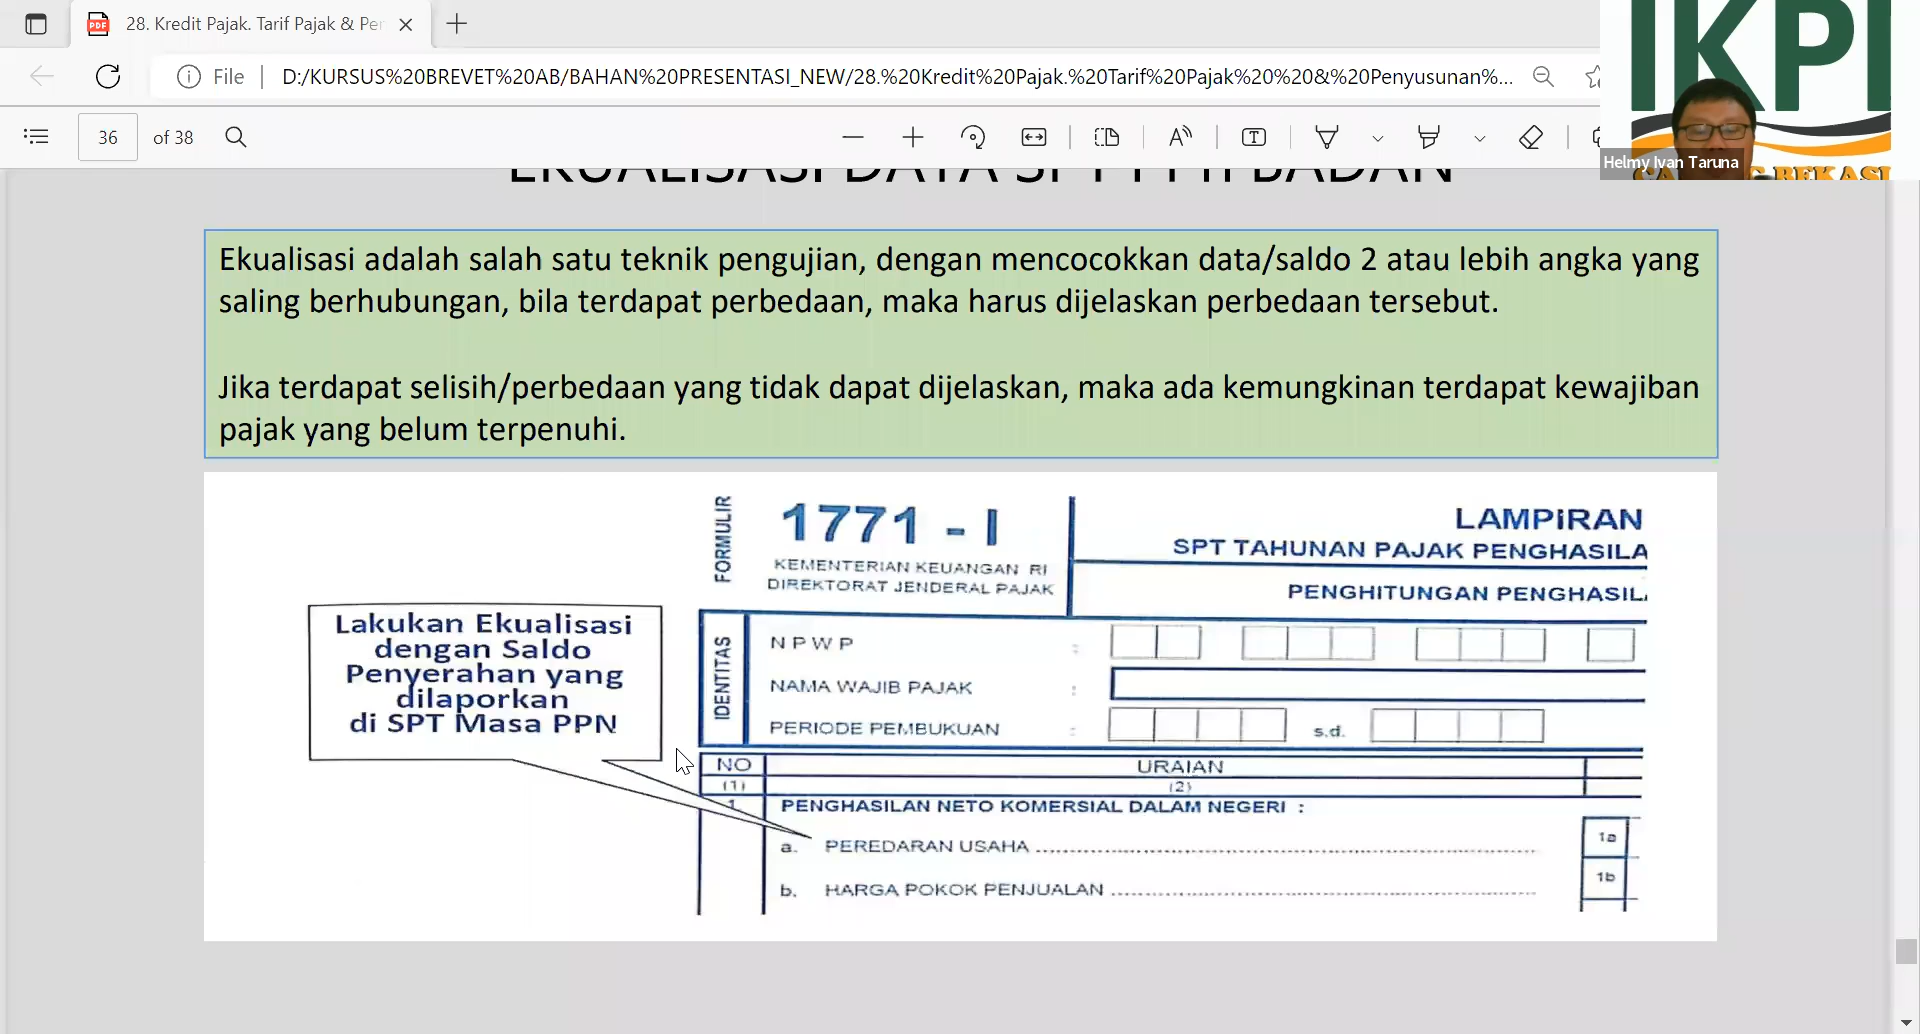 28. Kredit Pajak. Tarif Pajak & Per
File
D:/KURSUS%20BREVET%20AB/BAHAN%20PRESENTASI_NEW/28.%20Kredit%20Pajak.%20Tarif%20Pajak%20%20&%20Penyusunan%...
36 of 38
IKPI
Helmy Ivan Taruna
BEKASI
EKUALISASI DATA SPT PPH BADAN
Ekualisasi adalah salah satu teknik pengujian, dengan mencocokkan data/saldo 2 atau lebih angka yang
saling berhubungan, bila terdapat perbedaan, maka harus dijelaskan perbedaan tersebut.
Jika terdapat selisih/perbedaan yang tidak dapat dijelaskan, maka ada kemungkinan terdapat kewajiban
pajak yang belum terpenuhi.
FORMULIR
1771 - I
KEMENTERIAN KEUANGAN RI
DIREKTORAT JENDERAL PAJAK
LAMPIRAN
SPT TAHUNAN PAJAK PENGHASILA
PENGHITUNGAN PENGHASIL
Lakukan Ekualisasi
dengan Saldo
Penyerahan yang
dilaporkan
di SPT Masa PPN
IDENTITAS
N P W P :
NAMA WAJIB PAJAK :
PERIODE PEMBUKUAN : s.d.
NO URAIAN
(1) (2)
1. PENGHASILAN NETO KOMERSIAL DALAM NEGERI :
a. PEREDARAN USAHA 1a
b. HARGA POKOK PENJUALAN 1b